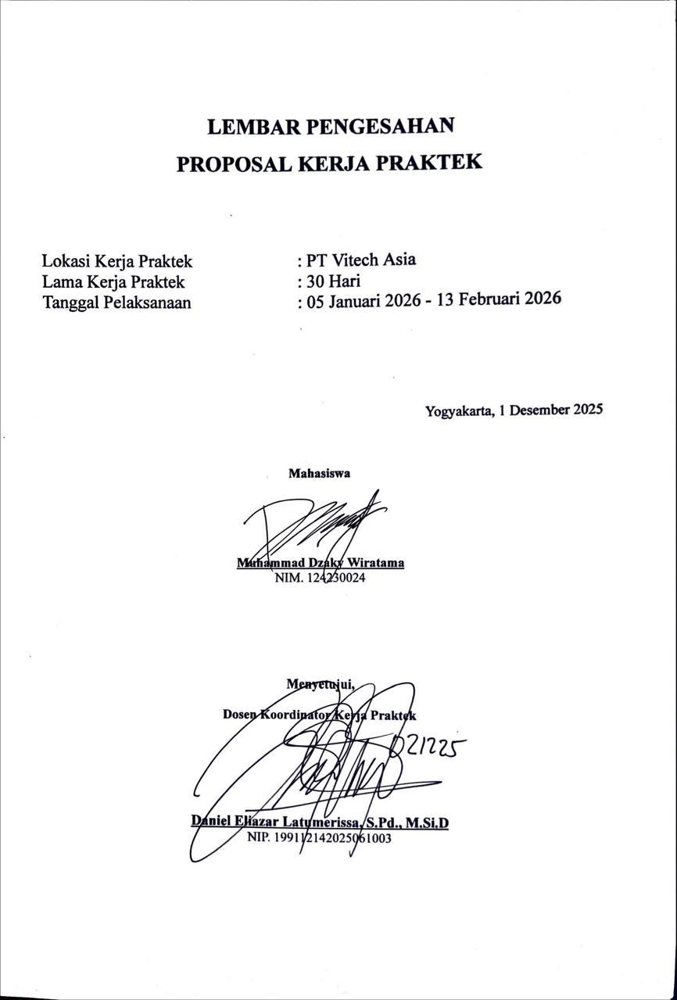 LEMBAR PENGESAHAN
PROPOSAL KERJA PRAKTEK
Lokasi Kerja Praktek : PT Vitech Asia
Lama Kerja Praktek : 30 Hari
Tanggal Pelaksanaan : 05 Januari 2026 - 13 Februari 2026
Yogyakarta, 1 Desember 2025
Mahasiswa
Muhammad Dzaky Wiratama
NIM. 124230024
Menyetujui,
Dosen Koordinator Kerja Praktek
021225
Daniel Eliazar Latumerissa, S.Pd., M.Si.D
NIP. 199112142025061003